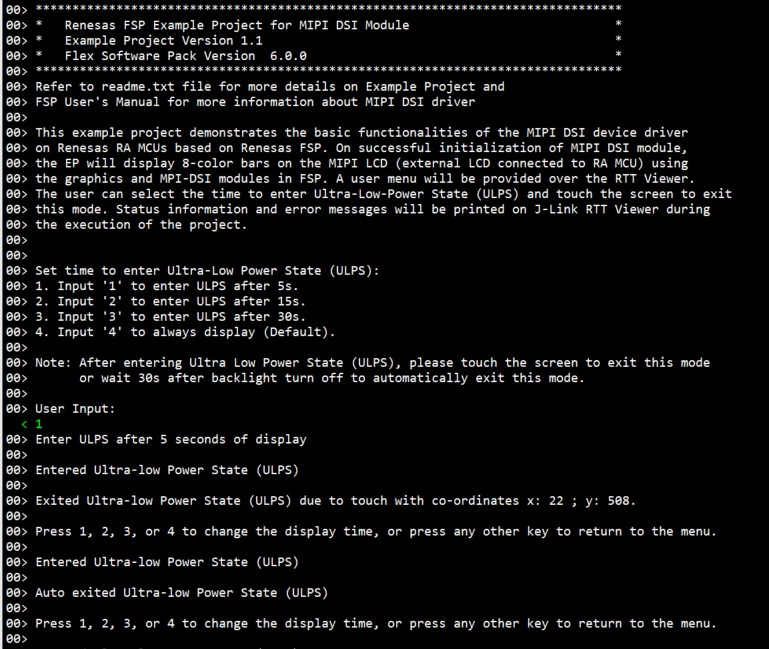 00> ********************************************************************************
00> *   Renesas FSP Example Project for MIPI DSI Module                            *
00> *   Example Project Version 1.1                                                *
00> *   Flex Software Pack Version  6.0.0                                          *
00> ********************************************************************************
00> Refer to readme.txt file for more details on Example Project and
00> FSP User's Manual for more information about MIPI DSI driver
00>
00> This example project demonstrates the basic functionalities of the MIPI DSI device driver
00> on Renesas RA MCUs based on Renesas FSP. On successful initialization of MIPI DSI module,
00> the EP will display 8-color bars on the MIPI LCD (external LCD connected to RA MCU) using
00> the graphics and MPI-DSI modules in FSP. A user menu will be provided over the RTT Viewer.
00> The user can select the time to enter Ultra-Low-Power State (ULPS) and touch the screen to exit
00> this mode. Status information and error messages will be printed on J-Link RTT Viewer during
00> the execution of the project.
00>
00>
00> Set time to enter Ultra-Low Power State (ULPS):
00> 1. Input '1' to enter ULPS after 5s.
00> 2. Input '2' to enter ULPS after 15s.
00> 3. Input '3' to enter ULPS after 30s.
00> 4. Input '4' to always display (Default).
00>
00> Note: After entering Ultra Low Power State (ULPS), please touch the screen to exit this mode
00>       or wait 30s after backlight turn off to automatically exit this mode.
00>
00> User Input:
< 1
00> Enter ULPS after 5 seconds of display
00>
00> Entered Ultra-low Power State (ULPS)
00>
00> Exited Ultra-low Power State (ULPS) due to touch with co-ordinates x: 22 ; y: 508.
00>
00> Press 1, 2, 3, or 4 to change the display time, or press any other key to return to the menu.
00>
00> Entered Ultra-low Power State (ULPS)
00>
00> Auto exited Ultra-low Power State (ULPS)
00>
00> Press 1, 2, 3, or 4 to change the display time, or press any other key to return to the menu.
00>